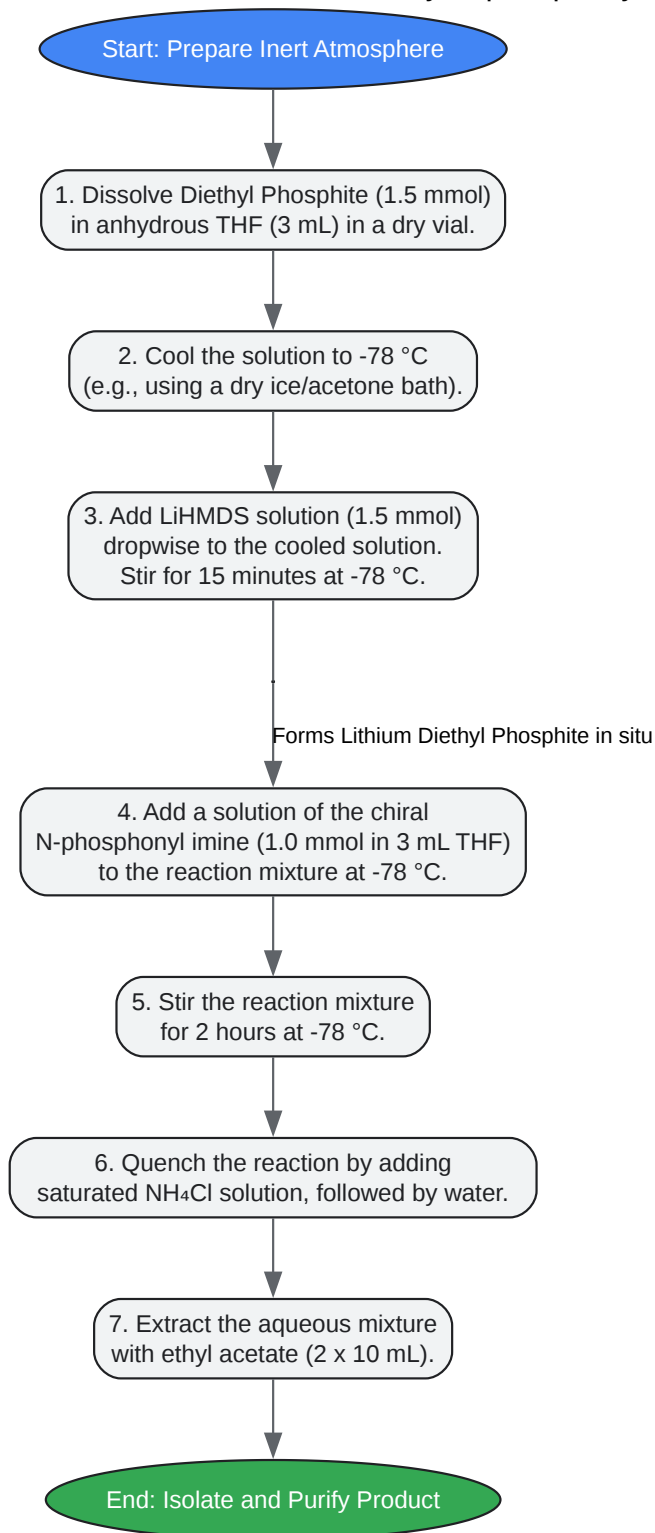 Start: Prepare Inert Atmosphere
1. Dissolve Diethyl Phosphite (1.5 mmol)
in anhydrous THF (3 mL) in a dry vial.
2. Cool the solution to -78 °C
(e.g., using a dry ice/acetone bath).
3. Add LiHMDS solution (1.5 mmol)
dropwise to the cooled solution.
Stir for 15 minutes at -78 °C.
Forms Lithium Diethyl Phosphite in situ
4. Add a solution of the chiral
N-phosphonyl imine (1.0 mmol in 3 mL THF)
to the reaction mixture at -78 °C.
5. Stir the reaction mixture
for 2 hours at -78 °C.
6. Quench the reaction by adding
saturated NH₄Cl solution, followed by water.
7. Extract the aqueous mixture
with ethyl acetate (2 x 10 mL).
End: Isolate and Purify Product